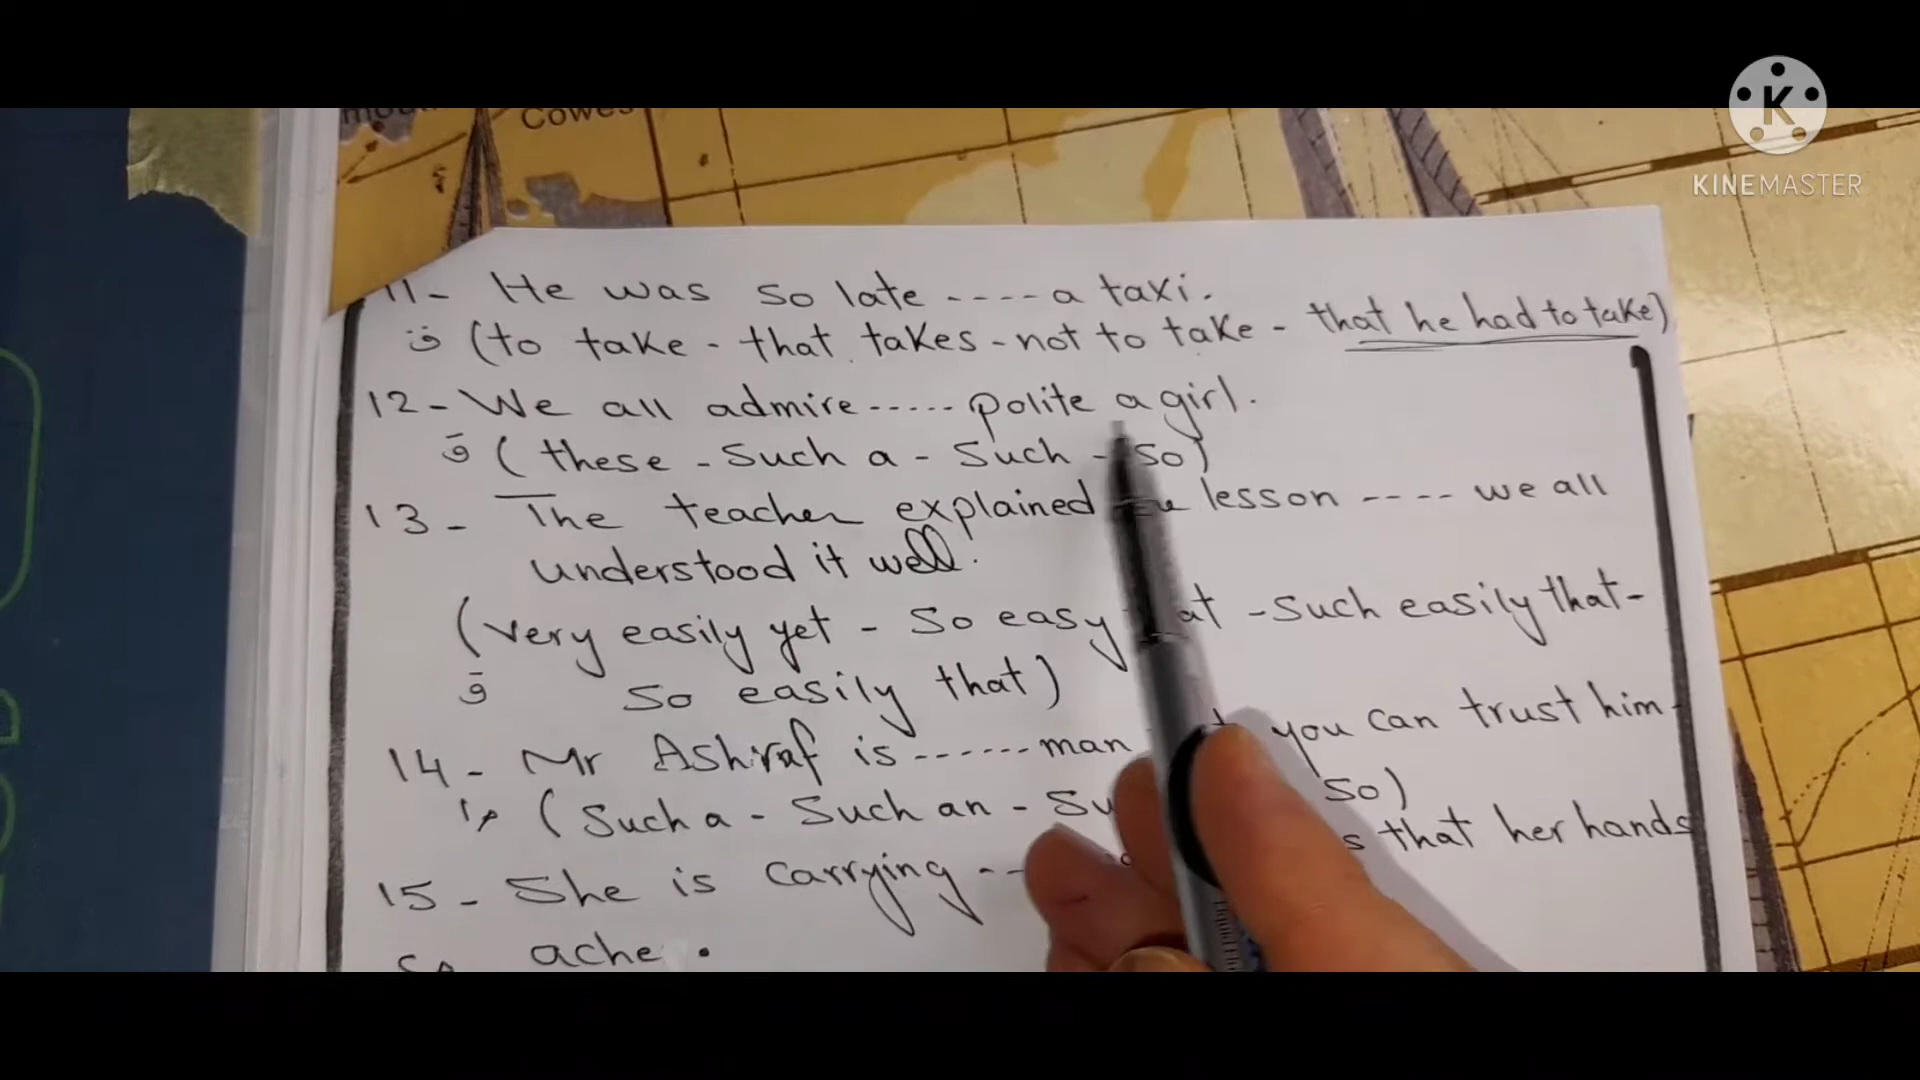 Cowes
KINEMASTER
11- He was so late ---- a taxi.
(to take - that takes - not to take - that he had to take)
12- We all admire ----- polite a girl.
(these - such a - such - so)
13- The teacher explained lesson ---- we all
understood it well.
(very easily yet - so easy - such easily that -
so easily that)
14- Mr Ashraf is ------ man you can trust him.
(such a - such an - so)
15- She is carrying -- that her hands
ache.